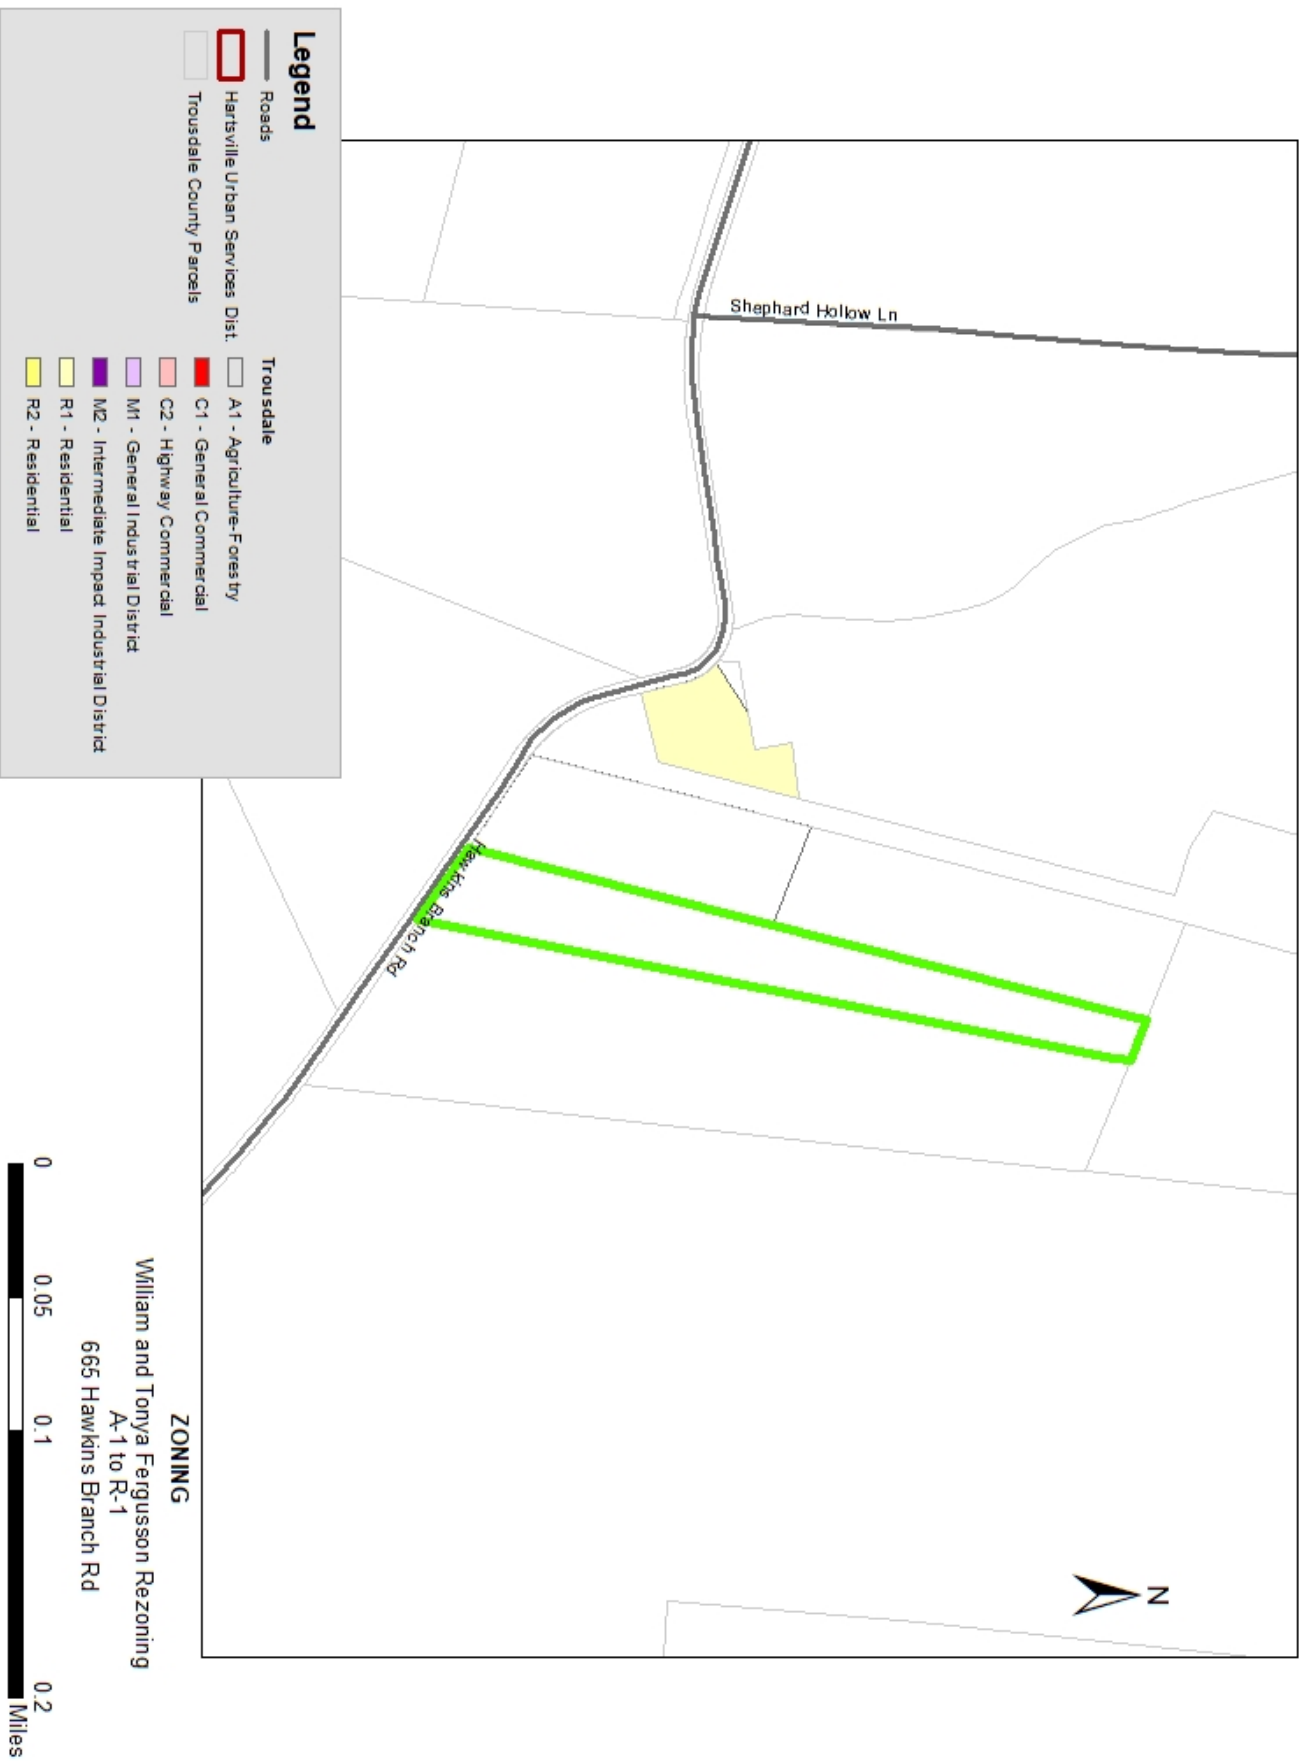 Shephard Hollow Ln
Hawkins Branch Rd
N
Legend
Roads
Hartsville Urban Services Dist.
Trousdale County Parcels
Trousdale
A1 - Agriculture-Forestry
C1 - General Commercial
C2 - Highway Commercial
M1 - General Industrial District
M2 - Intermediate Impact Industrial District
R1 - Residential
R2 - Residential
ZONING
William and Tonya Fergusson Rezoning
A-1 to R-1
665 Hawkins Branch Rd
0 0.05 0.1 0.2
Miles